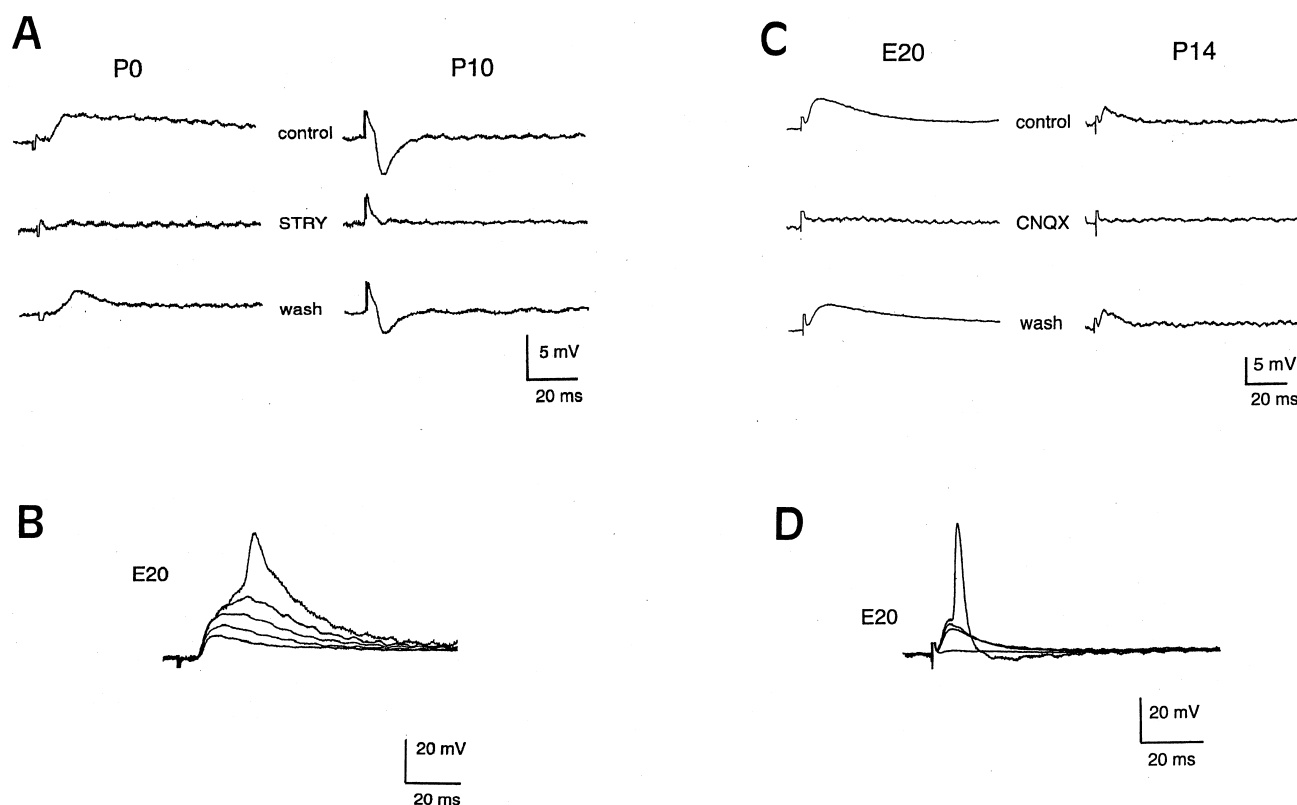 A
P0
P10
control
STRY
wash
5 mV
20 ms
C
E20
P14
control
CNQX
wash
5 mV
20 ms
B
E20
20 mV
20 ms
D
E20
20 mV
20 ms